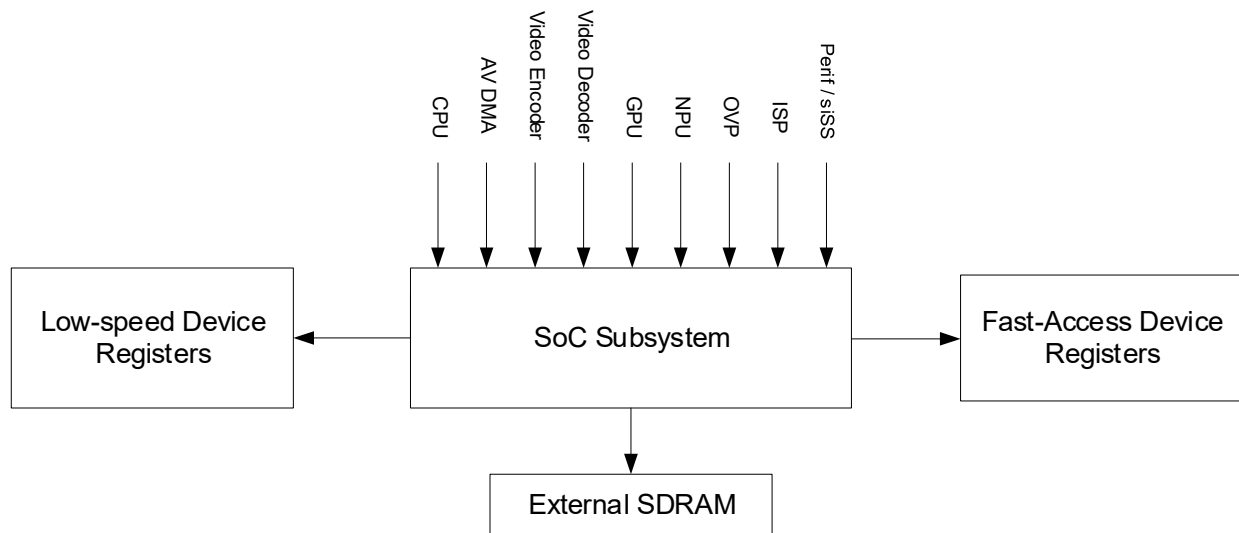 CPU
AV DMA
Video Encoder
Video Decoder
GPU
NPU
OVP
ISP
Perif / siSS
Low-speed Device
Registers
SoC Subsystem
Fast-Access Device
Registers
External SDRAM